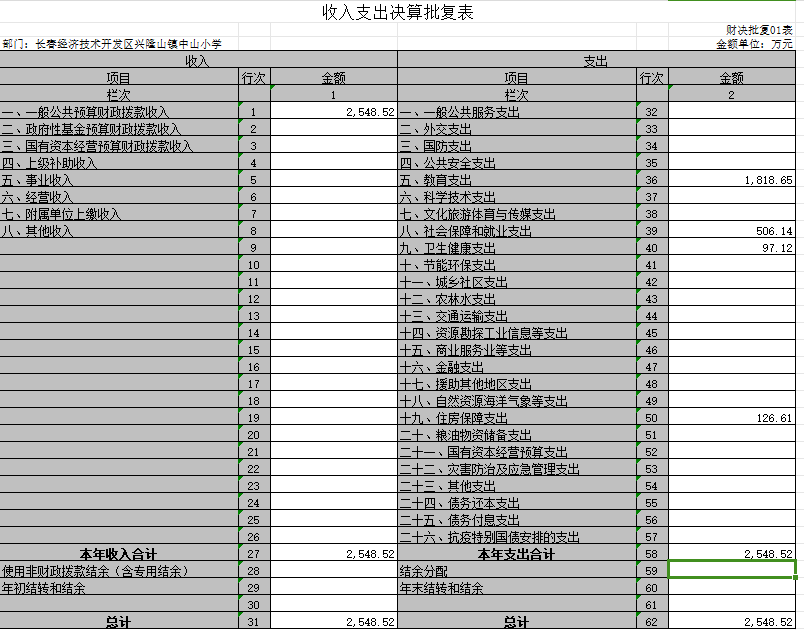 收入支出决算批复表
财决批复01表
部门：长春经济技术开发区兴隆山镇中山小学 金额单位：万元
收入 支出
项目 行次 金额 项目 行次 金额
栏次 1 栏次 2
一、一般公共预算财政拨款收入 1 2,548.52 一、一般公共服务支出 32
二、政府性基金预算财政拨款收入 2 二、外交支出 33
三、国有资本经营预算财政拨款收入 3 三、国防支出 34
四、上级补助收入 4 四、公共安全支出 35
五、事业收入 5 五、教育支出 36 1,818.65
六、经营收入 6 六、科学技术支出 37
七、附属单位上缴收入 7 七、文化旅游体育与传媒支出 38
八、其他收入 8 八、社会保障和就业支出 39 506.14
9 九、卫生健康支出 40 97.12
10 十、节能环保支出 41
11 十一、城乡社区支出 42
12 十二、农林水支出 43
13 十三、交通运输支出 44
14 十四、资源勘探工业信息等支出 45
15 十五、商业服务业等支出 46
16 十六、金融支出 47
17 十七、援助其他地区支出 48
18 十八、自然资源海洋气象等支出 49
19 十九、住房保障支出 50 126.61
20 二十、粮油物资储备支出 51
21 二十一、国有资本经营预算支出 52
22 二十二、灾害防治及应急管理支出 53
23 二十三、其他支出 54
24 二十四、债务还本支出 55
25 二十五、债务付息支出 56
26 二十六、抗疫特别国债安排的支出 57
本年收入合计 27 2,548.52 本年支出合计 58 2,548.52
使用非财政拨款结余（含专用结余） 28 结余分配 59
年初结转和结余 29 年末结转和结余 60
30 61
总计 31 2,548.52 总计 62 2,548.52